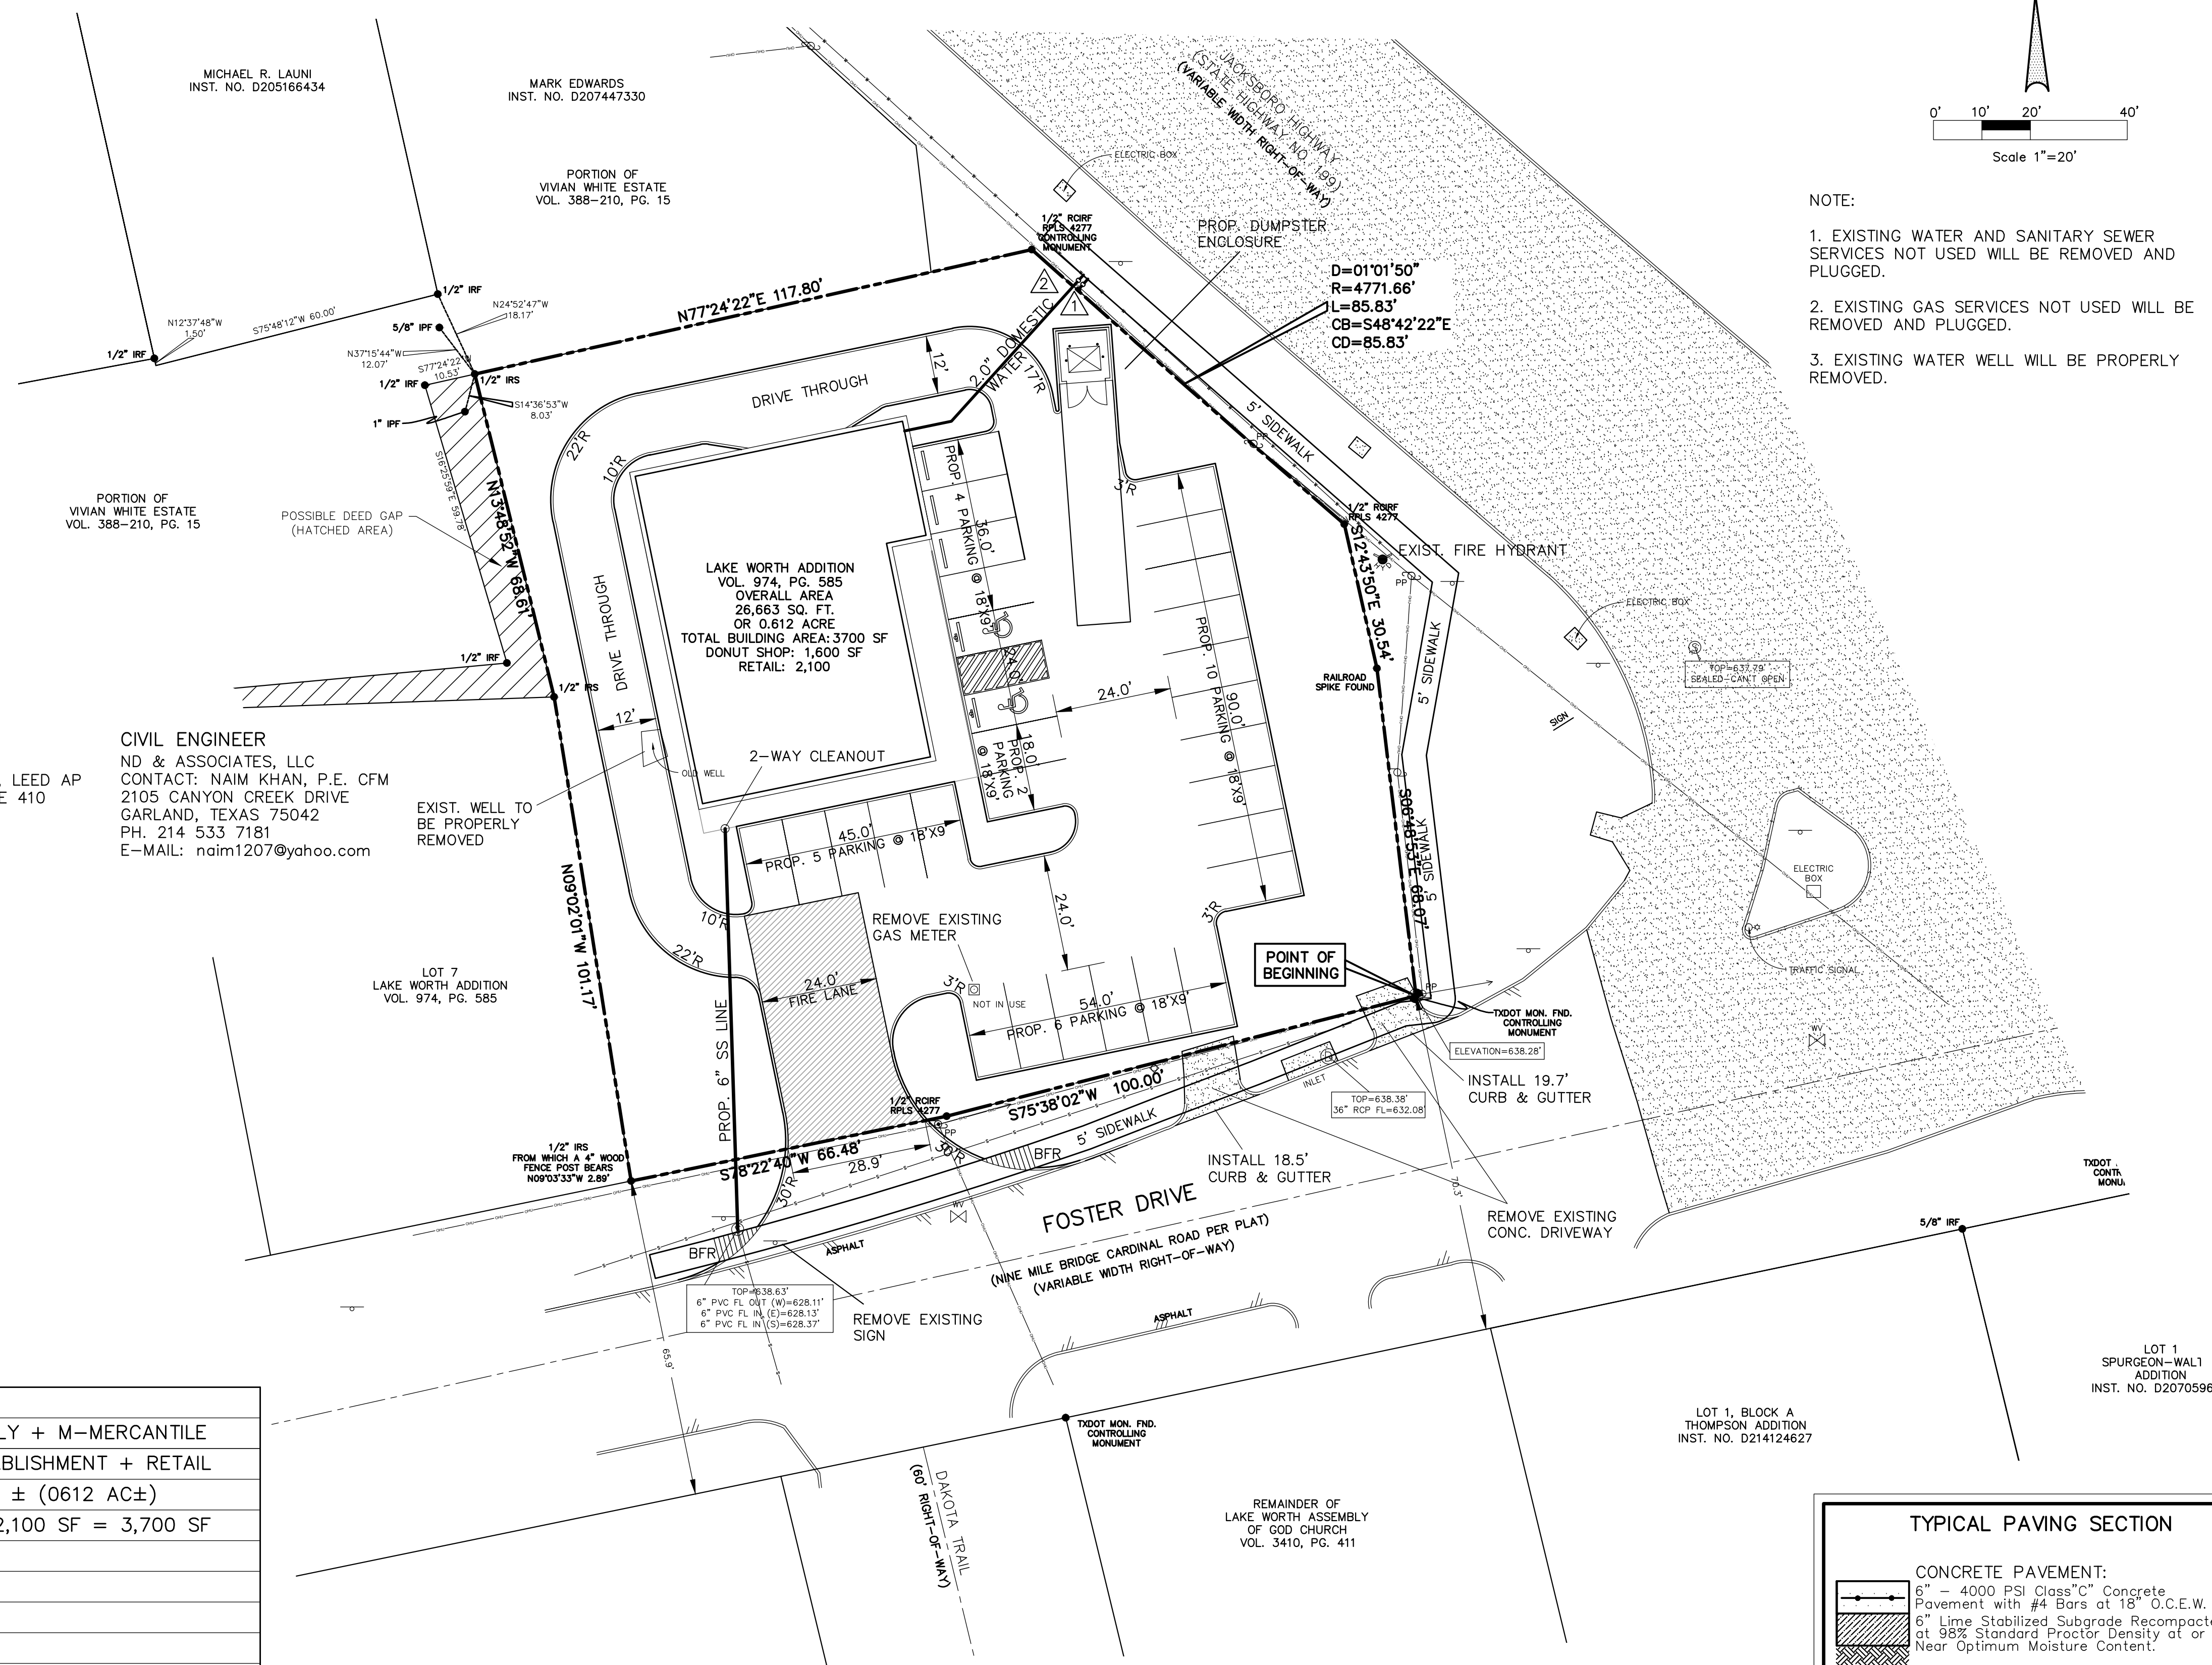 MICHAEL R. LAUNI
INST. NO. D205166434
MARK EDWARDS
INST. NO. D207447330
PORTION OF
VIVIAN WHITE ESTATE
VOL. 388-210, PG. 15
JACKSBORO HIGHWAY
(STATE HIGHWAY NO. 199)
(VARIABLE WIDTH RIGHT-OF-WAY)
ELECTRIC BOX
0' 10' 20' 40'
Scale 1"=20'
NOTE:
1. EXISTING WATER AND SANITARY SEWER
SERVICES NOT USED WILL BE REMOVED AND
PLUGGED.
2. EXISTING GAS SERVICES NOT USED WILL BE
REMOVED AND PLUGGED.
3. EXISTING WATER WELL WILL BE PROPERLY
REMOVED.
1/2" RCIRF
RPLS 4277
CONTROLLING
MONUMENT
PROP. DUMPSTER
ENCLOSURE
D=01°01'50"
R=4771.66'
L=85.83'
CB=S48°42'22"E
CD=85.83'
2
1
N77°24'22"E 117.80'
1/2" IRF
N24°52'47"W
18.17'
5/8" IPF
N12°37'48"W
1.50'
S75°48'12"W 60.00'
1/2" IRF
N37°15'44"W
12.07'
S77°24'22"W
10.53'
1/2" IRF
1/2" IRS
S14°36'53"W
8.03'
1" IPF
S16°25'59"E 59.78'
N13°48'52"W 68.61'
PORTION OF
VIVIAN WHITE ESTATE
VOL. 388-210, PG. 15
POSSIBLE DEED GAP
(HATCHED AREA)
1/2" IRF
1/2" IRS
DRIVE THROUGH
12'
2.0" DOMESTIC
WATER
17'R
22'R
10'R
DRIVE THROUGH
12'
LAKE WORTH ADDITION
VOL. 974, PG. 585
OVERALL AREA
26,663 SQ. FT.
OR 0.612 ACRE
TOTAL BUILDING AREA: 3700 SF
DONUT SHOP: 1,600 SF
RETAIL: 2,100
PROP. 4 PARKING @ 18'X9'
36.0'
24.0'
18.0'
PROP. 2
PARKING
@ 18'X9'
24.0'
PROP. 10 PARKING @ 18'X9'
90.0'
3'R
5' SIDEWALK
PP
1/2" RCIRF
RPLS 4277
EXIST. FIRE HYDRANT
PP
S12°43'50"E 30.54'
RAILROAD
SPIKE FOUND
5' SIDEWALK
S06°48'53"E 68.07'
5' SIDEWALK
ELECTRIC BOX
TOP=637.79'
SEALED-CAN'T OPEN
SIGN
ELECTRIC
BOX
TRAFFIC SIGNAL
WV
LEED AP
E 410
CIVIL ENGINEER
ND & ASSOCIATES, LLC
CONTACT: NAIM KHAN, P.E. CFM
2105 CANYON CREEK DRIVE
GARLAND, TEXAS 75042
PH. 214 533 7181
E-MAIL: naim1207@yahoo.com
OLD WELL
EXIST. WELL TO
BE PROPERLY
REMOVED
2-WAY CLEANOUT
45.0'
PROP. 5 PARKING @ 18'X9'
10'R
22'R
N09°02'01"W 101.17'
LOT 7
LAKE WORTH ADDITION
VOL. 974, PG. 585
PROP. 6" SS LINE
24.0'
FIRE LANE
REMOVE EXISTING
GAS METER
NOT IN USE
3'R
24.0'
3'R
54.0'
PROP. 6 PARKING @ 18'X9'
POINT OF
BEGINNING
PP
TXDOT MON. FND.
CONTROLLING
MONUMENT
ELEVATION=638.28'
INSTALL 19.7'
CURB & GUTTER
TOP=638.38'
36" RCP FL=632.08'
INLET
S75°38'02"W 100.00'
1/2" RCIRF
RPLS 4277
PP
5' SIDEWALK
BFR
30'R
S78°22'40"W 66.48'
28.9'
30'R
1/2" IRS
FROM WHICH A 4" WOOD
FENCE POST BEARS
N09°03'33"W 2.89'
BFR
INSTALL 18.5'
CURB & GUTTER
70.3'
REMOVE EXISTING
CONC. DRIVEWAY
WV
ASPHALT
FOSTER DRIVE
(NINE MILE BRIDGE CARDINAL ROAD PER PLAT)
(VARIABLE WIDTH RIGHT-OF-WAY)
TOP=638.63'
6" PVC FL OUT (W)=628.11'
6" PVC FL IN (E)=628.13'
6" PVC FL IN (S)=628.37'
REMOVE EXISTING
SIGN
ASPHALT
65.9'
TXDOT
CONTR
MONU
5/8" IRF
LOT 1
SPURGEON-WALT
ADDITION
INST. NO. D2070596
LOT 1, BLOCK A
THOMPSON ADDITION
INST. NO. D214124627
TXDOT MON. FND.
CONTROLLING
MONUMENT
DAKOTA TRAIL
(60' RIGHT-OF-WAY)
REMAINDER OF
LAKE WORTH ASSEMBLY
OF GOD CHURCH
VOL. 3410, PG. 411
LY + M-MERCANTILE
BLISHMENT + RETAIL
± (0612 AC±)
2,100 SF = 3,700 SF
TYPICAL PAVING SECTION
CONCRETE PAVEMENT:
6" - 4000 PSI Class"C" Concrete
Pavement with #4 Bars at 18" O.C.E.W.
6" Lime Stabilized Subgrade Recompacte
at 98% Standard Proctor Density at or
Near Optimum Moisture Content.